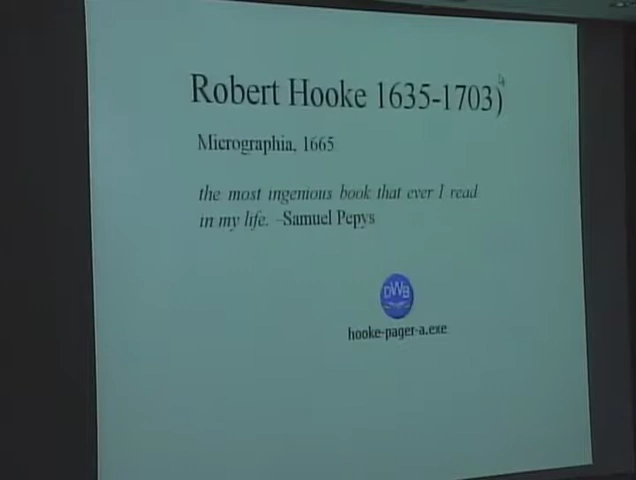 Robert Hooke 1635-1703)
Micrographia, 1665
the most ingenious book that ever I read
in my life. –Samuel Pepys
DWB
hooke-pager-a.exe